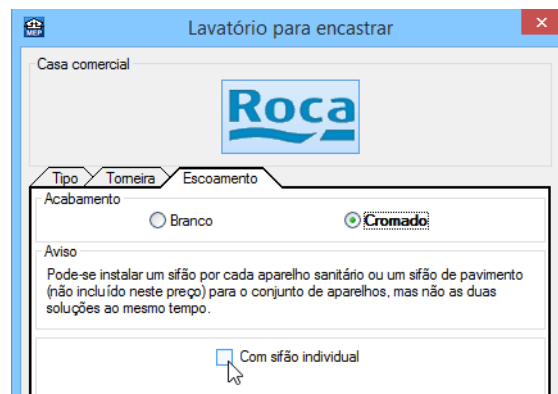 MEP
Lavatório para encastrar
×
Casa comercial
Roca
Tipo Torneira Escoamento
Acabamento
Branco Cromado
Aviso
Pode-se instalar um sifão por cada aparelho sanitário ou um sifão de pavimento
(não incluído neste preço) para o conjunto de aparelhos, mas não as duas
soluções ao mesmo tempo.
Com sifão individual